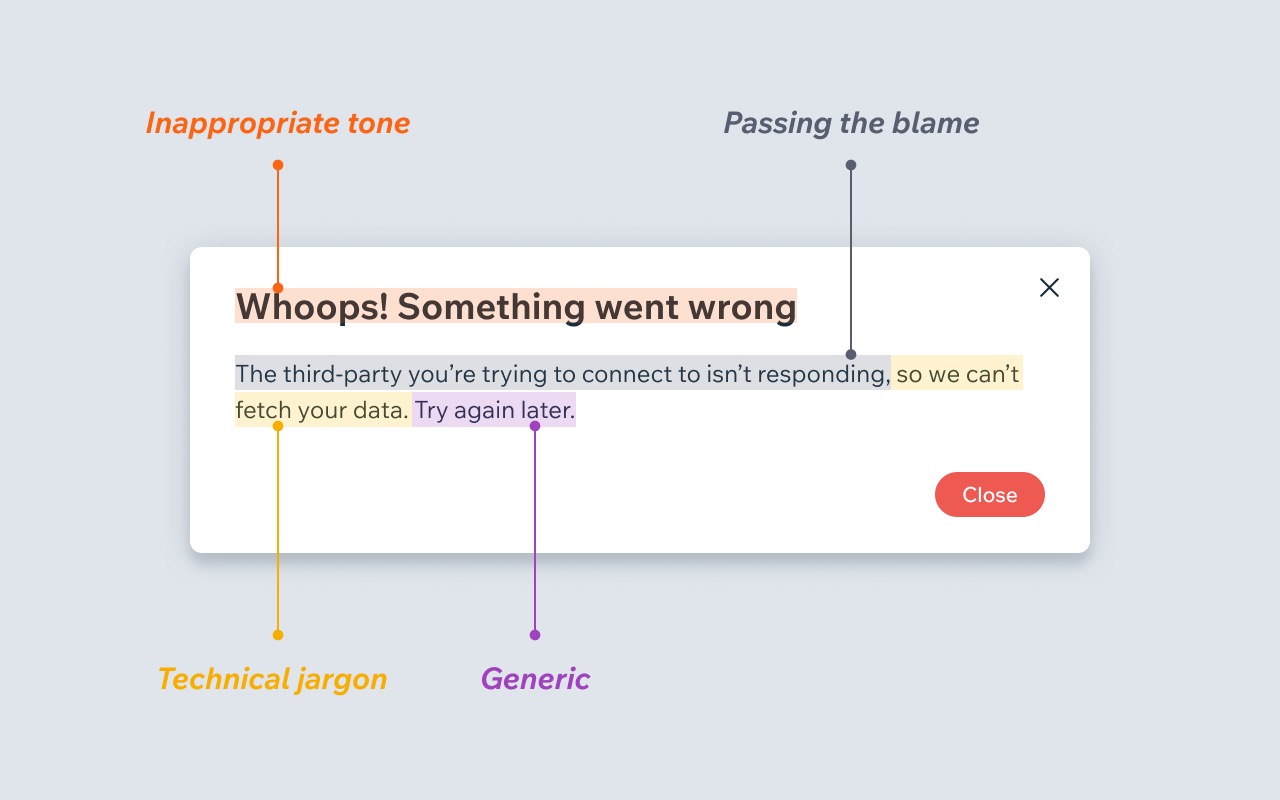 Inappropriate tone
Passing the blame
Whoops! Something went wrong
The third-party you’re trying to connect to isn’t responding, so we can’t
fetch your data. Try again later.
Close
Technical jargon
Generic